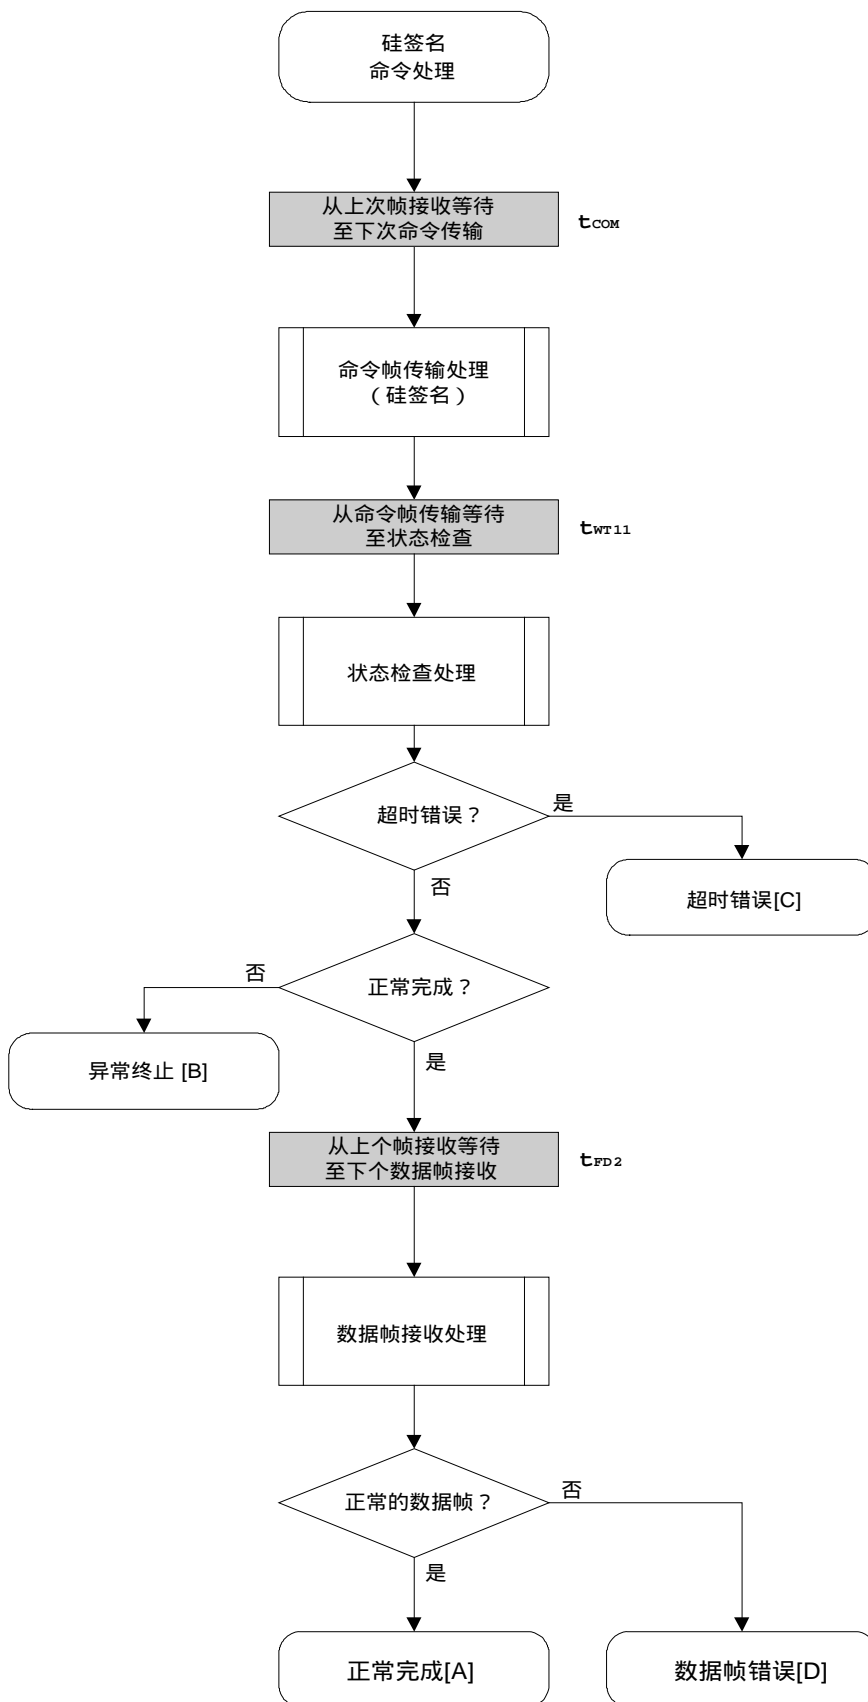 硅签名
命令处理
从上次帧接收等待
至下次命令传输
tCOM
命令帧传输处理
（硅签名）
从命令帧传输等待
至状态检查
tWT11
状态检查处理
超时错误？
是
否
超时错误[C]
正常完成？
否
是
异常终止 [B]
从上个帧接收等待
至下个数据帧接收
tFD2
数据帧接收处理
正常的数据帧？
否
是
正常完成[A]
数据帧错误[D]